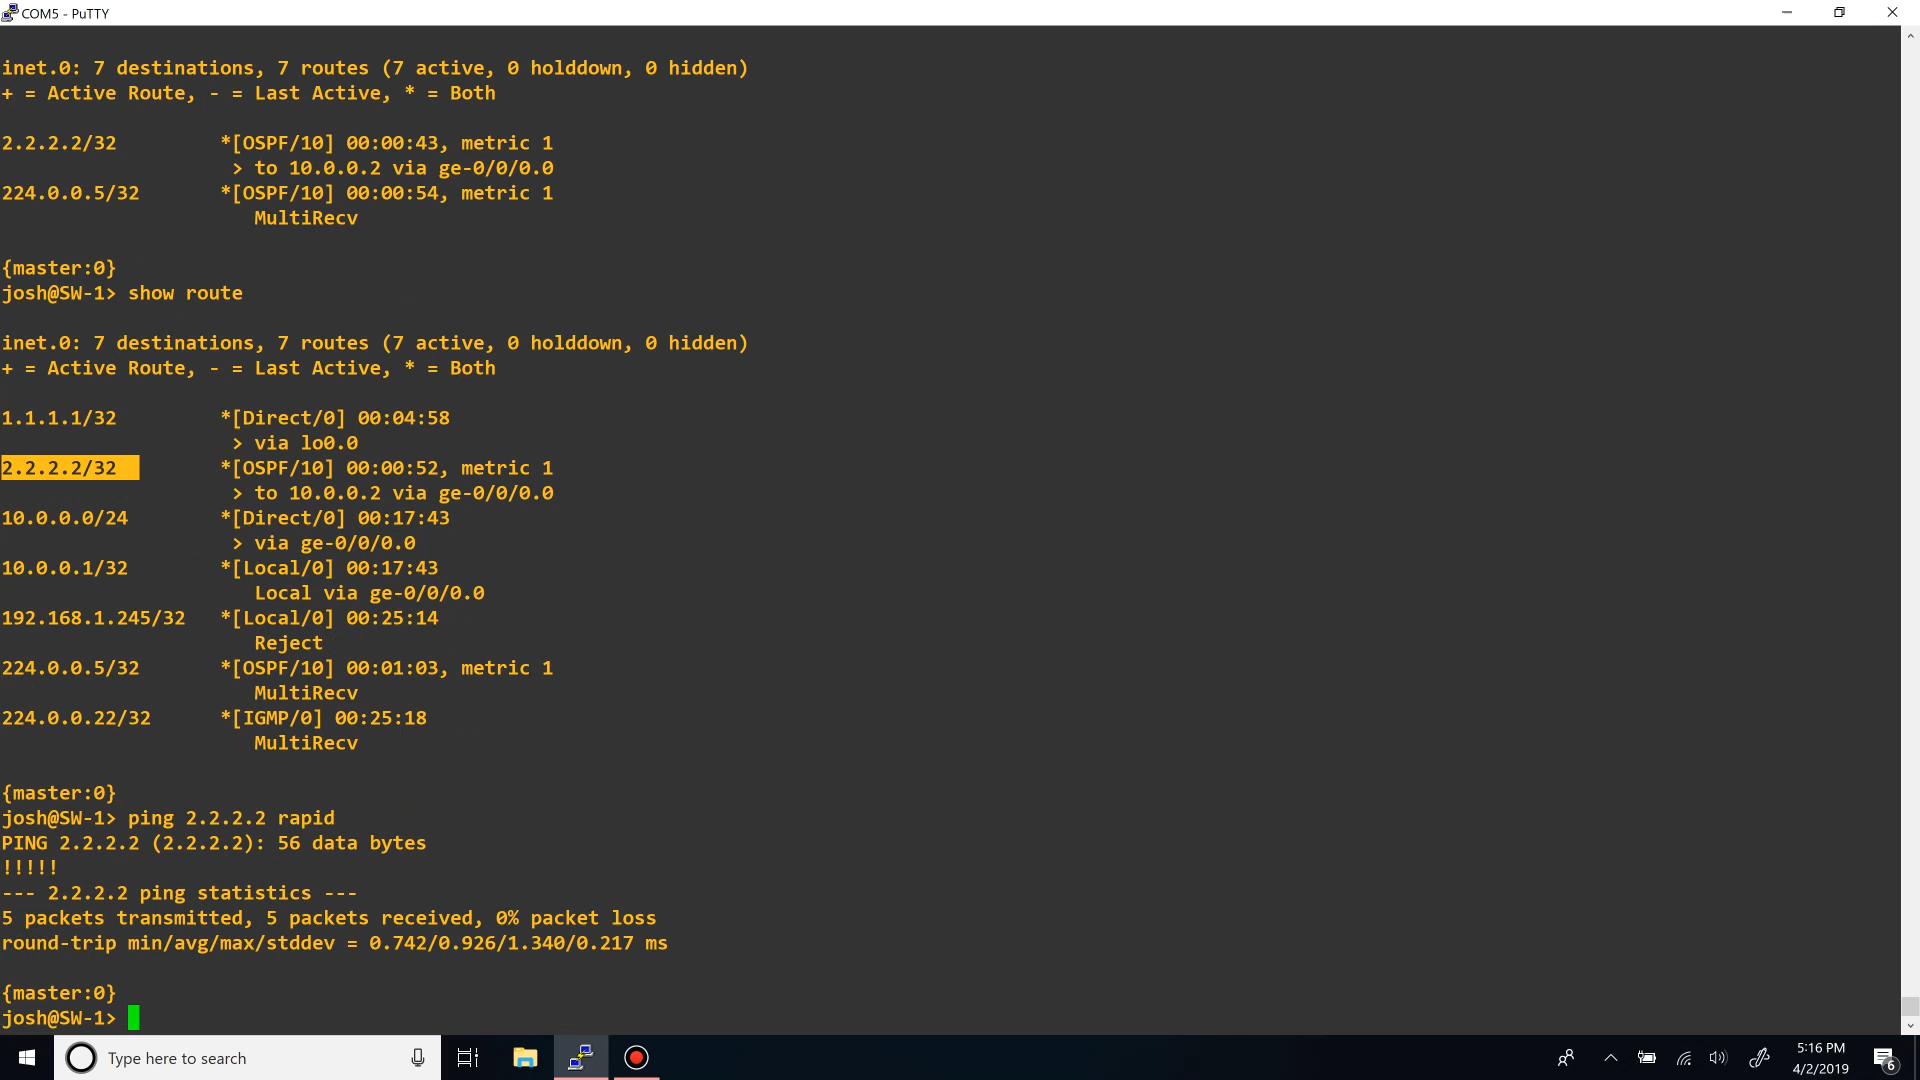 COM5 - PuTTY
inet.0: 7 destinations, 7 routes (7 active, 0 holddown, 0 hidden)
+ = Active Route, - = Last Active, * = Both
2.2.2.2/32         *[OSPF/10] 00:00:43, metric 1
                    > to 10.0.0.2 via ge-0/0/0.0
224.0.0.5/32       *[OSPF/10] 00:00:54, metric 1
                      MultiRecv
{master:0}
josh@SW-1> show route
inet.0: 7 destinations, 7 routes (7 active, 0 holddown, 0 hidden)
+ = Active Route, - = Last Active, * = Both
1.1.1.1/32         *[Direct/0] 00:04:58
                    > via lo0.0
2.2.2.2/32         *[OSPF/10] 00:00:52, metric 1
                    > to 10.0.0.2 via ge-0/0/0.0
10.0.0.0/24        *[Direct/0] 00:17:43
                    > via ge-0/0/0.0
10.0.0.1/32        *[Local/0] 00:17:43
                      Local via ge-0/0/0.0
192.168.1.245/32   *[Local/0] 00:25:14
                      Reject
224.0.0.5/32       *[OSPF/10] 00:01:03, metric 1
                      MultiRecv
224.0.0.22/32      *[IGMP/0] 00:25:18
                      MultiRecv
{master:0}
josh@SW-1> ping 2.2.2.2 rapid
PING 2.2.2.2 (2.2.2.2): 56 data bytes
!!!!!
--- 2.2.2.2 ping statistics ---
5 packets transmitted, 5 packets received, 0% packet loss
round-trip min/avg/max/stddev = 0.742/0.926/1.340/0.217 ms
{master:0}
josh@SW-1>
Type here to search
5:16 PM
4/2/2019
6